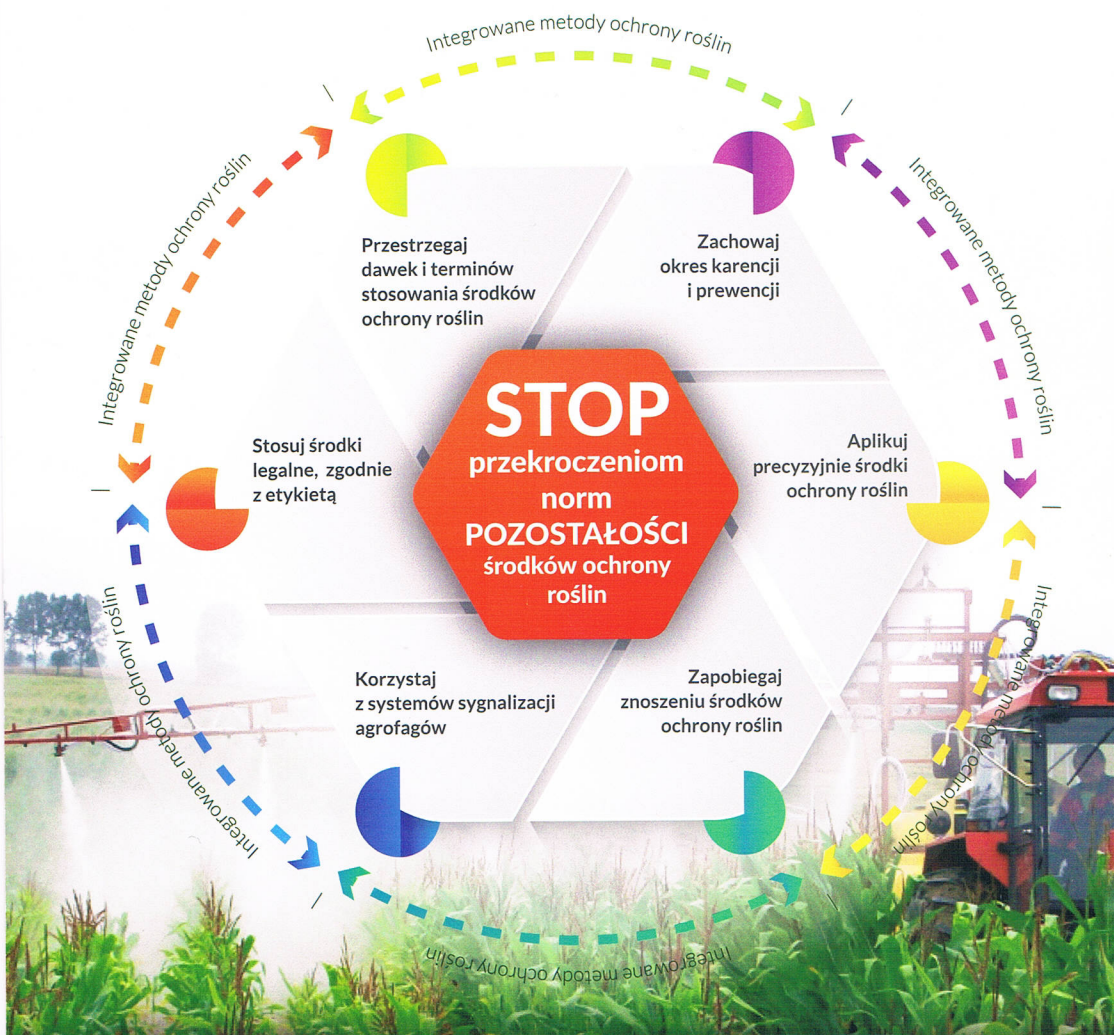 Integrowane metody ochrony roślin
Integrowane metody ochrony roślin
Integrowane metody ochrony roślin
Przestrzegaj
dawek i terminów
stosowania środków
ochrony roślin
Zachowaj
okres karencji
i prewencji
STOP
przekroczeniom
norm
POZOSTAŁOŚCI
środków ochrony
roślin
Stosuj środki
legalne, zgodnie
z etykietą
Aplikuj
precyzyjnie środki
ochrony roślin
Korzystaj
z systemów sygnalizacji
agrofagów
Zapobiegaj
znoszeniu środków
ochrony roślin
Integrowane metody ochrony roślin
Integrowane metody ochrony roślin
Integrowane metody ochrony roślin